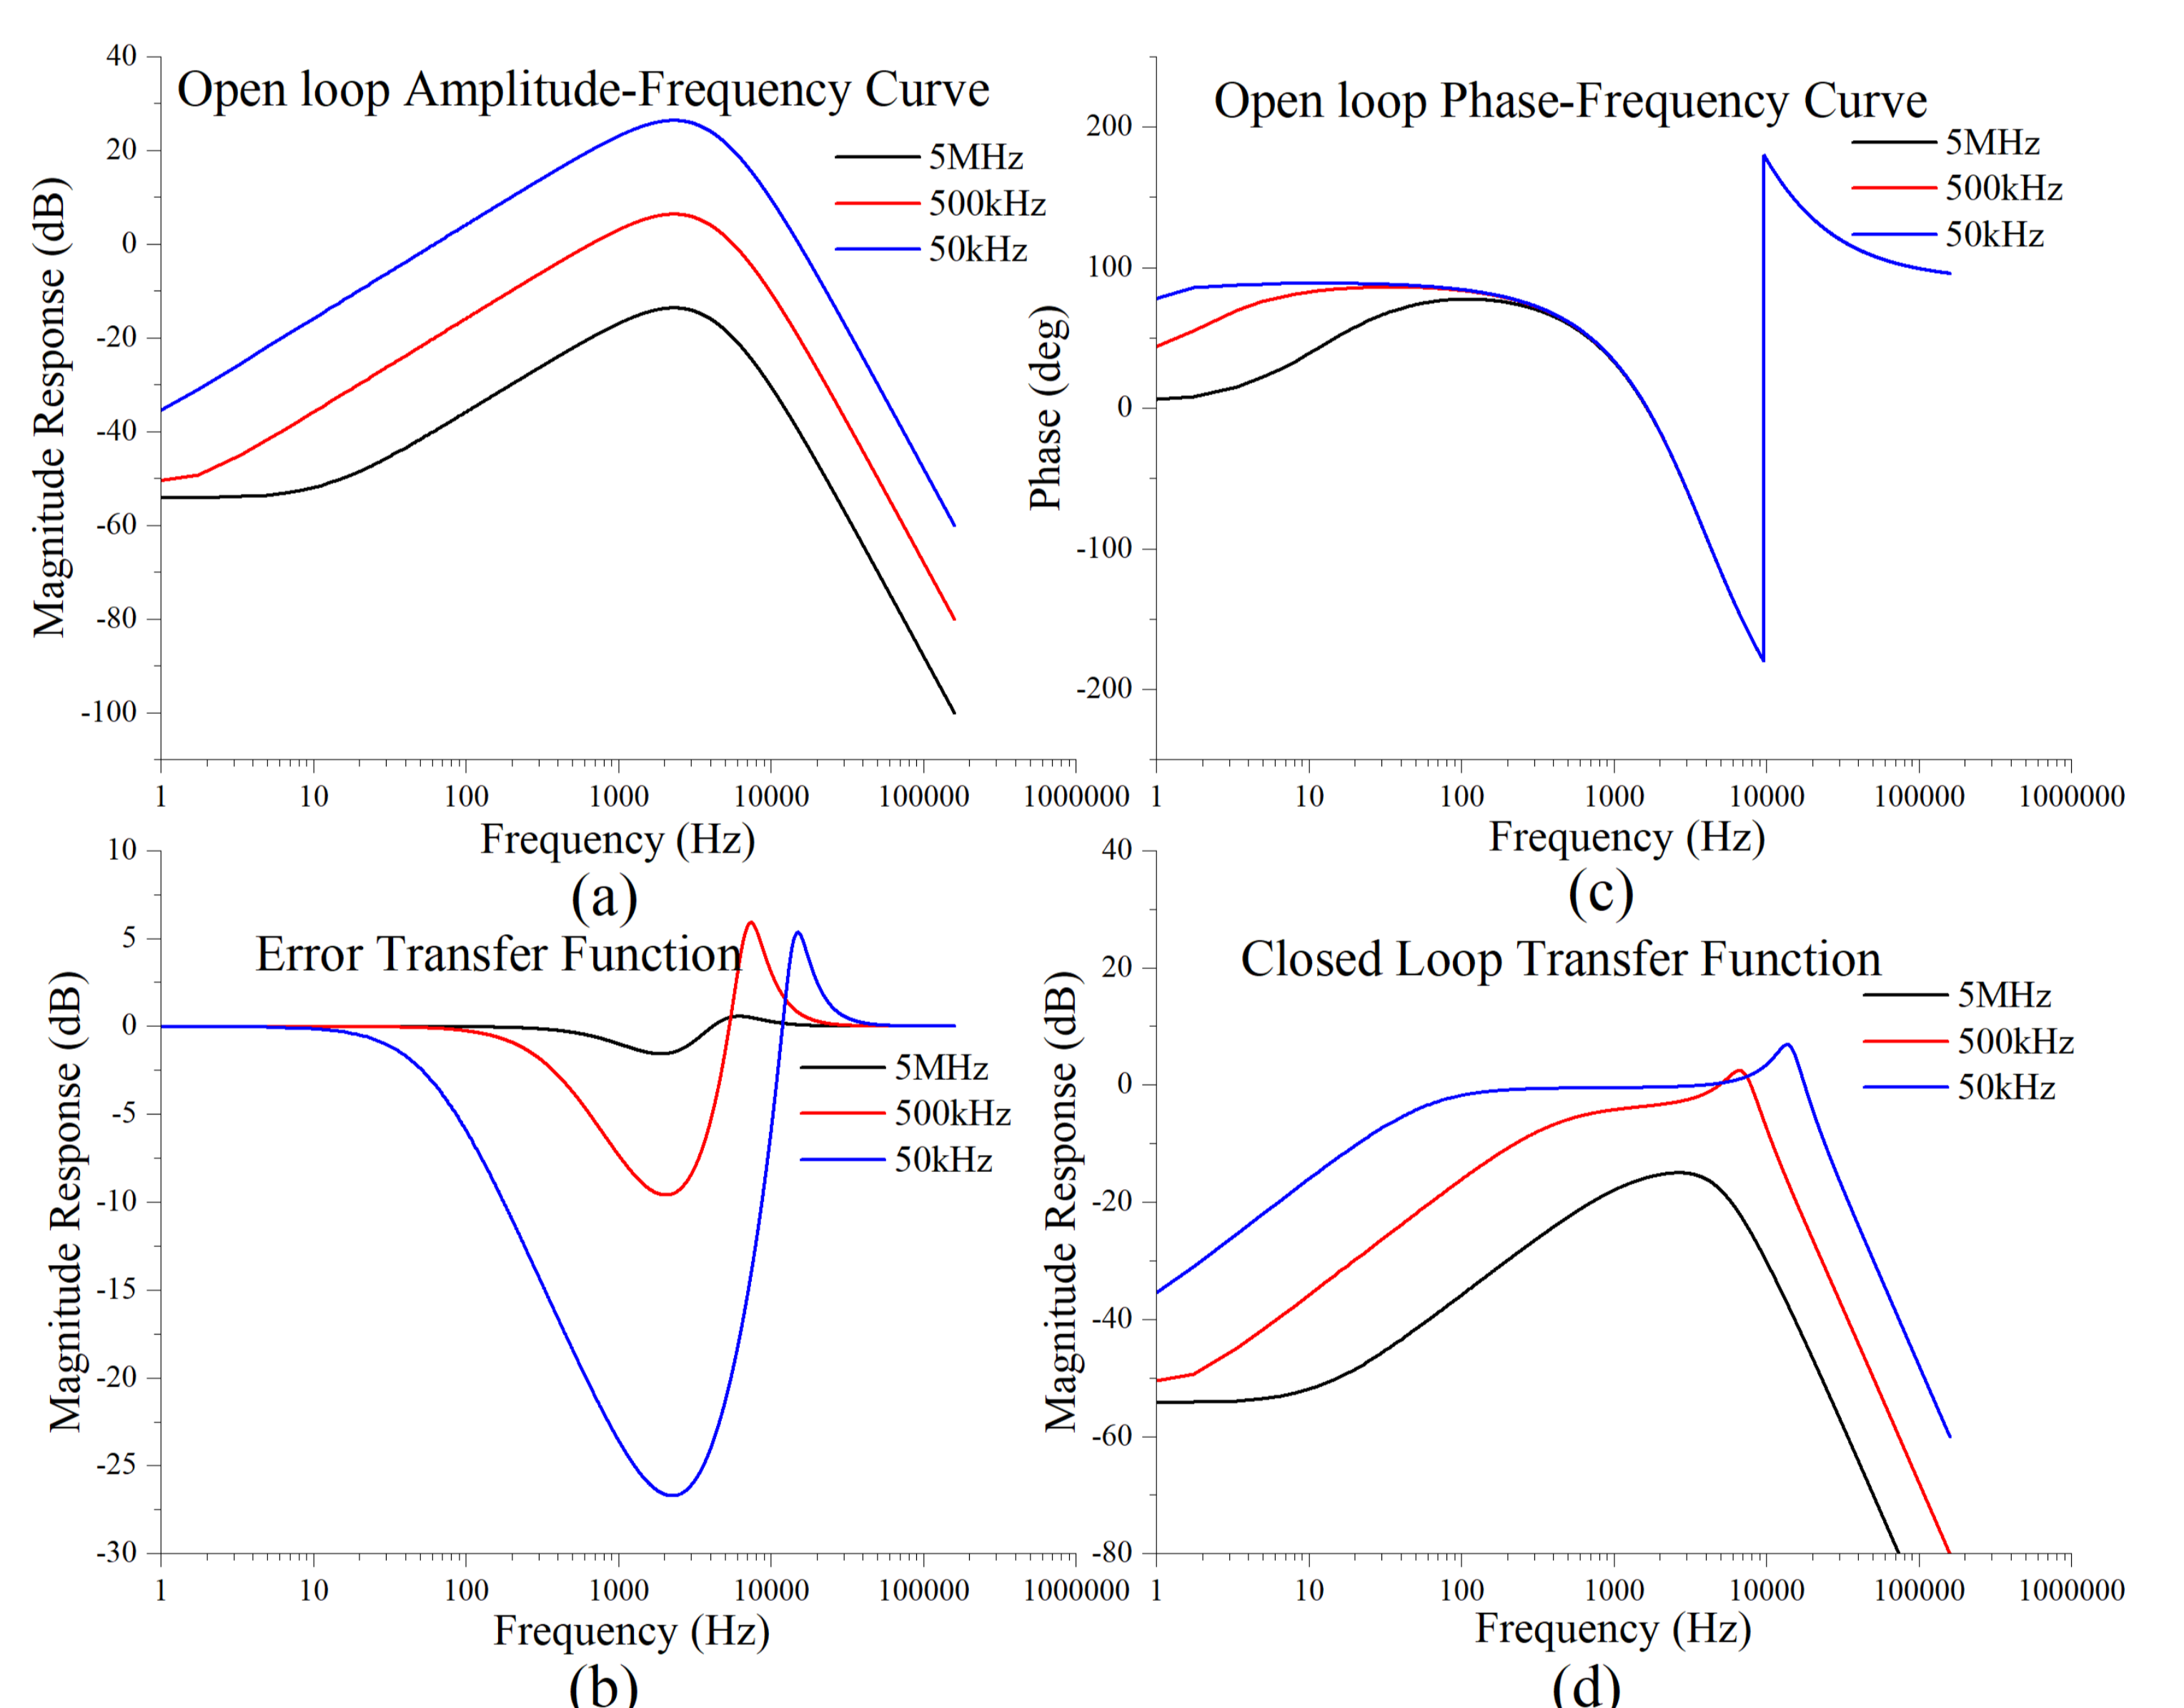 Open loop Amplitude-Frequency Curve
40
20
0
-20
-40
-60
-80
-100
Magnitude Response (dB)
5MHz
500kHz
50kHz
1 10 100 1000 10000 100000 1000000
Frequency (Hz)
(a)
Open loop Phase-Frequency Curve
200
100
0
-100
-200
Phase (deg)
5MHz
500kHz
50kHz
1 10 100 1000 10000 100000 1000000
Frequency (Hz)
(c)
Error Transfer Function
10
5
0
-5
-10
-15
-20
-25
-30
Magnitude Response (dB)
5MHz
500kHz
50kHz
1 10 100 1000 10000 100000 1000000
Frequency (Hz)
(b)
Closed Loop Transfer Function
40
20
0
-20
-40
-60
-80
Magnitude Response (dB)
5MHz
500kHz
50kHz
1 10 100 1000 10000 100000 1000000
Frequency (Hz)
(d)